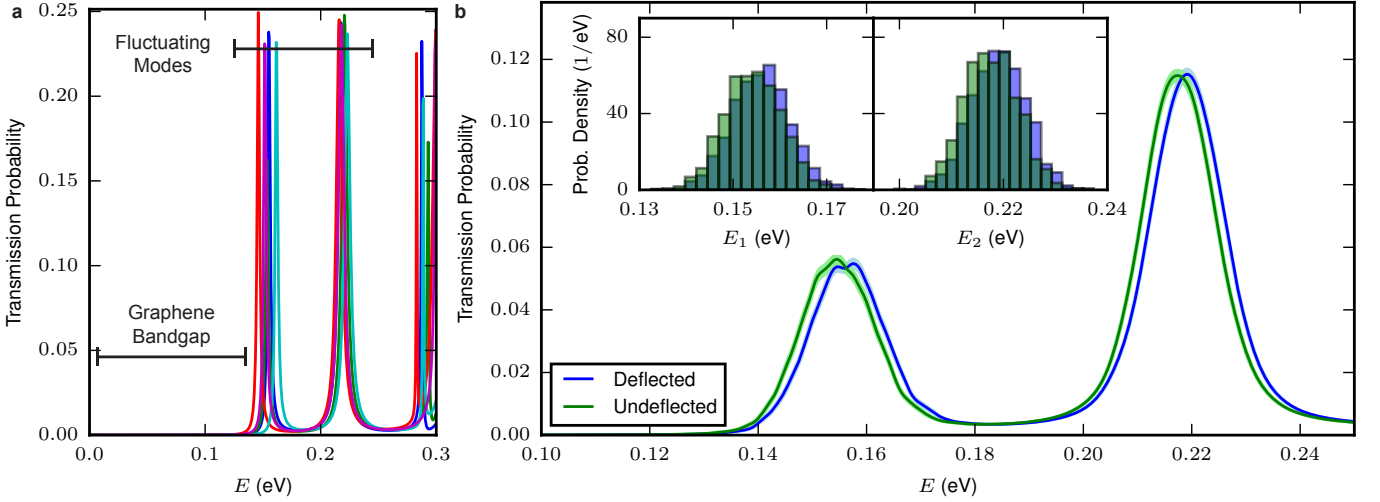 a
Transmission Probability
0.25
0.20
0.15
0.10
0.05
0.00
Fluctuating
Modes
Graphene
Bandgap
0.0
0.1
0.2
0.3
E (eV)
b
Transmission Probability
0.12
0.10
0.08
0.06
0.04
0.02
0.00
Prob. Density (1/eV)
80
40
0
0.13
0.15
0.17
E₁ (eV)
0.20
0.22
0.24
E₂ (eV)
Deflected
Undeflected
0.10
0.12
0.14
0.16
0.18
0.20
0.22
0.24
E (eV)